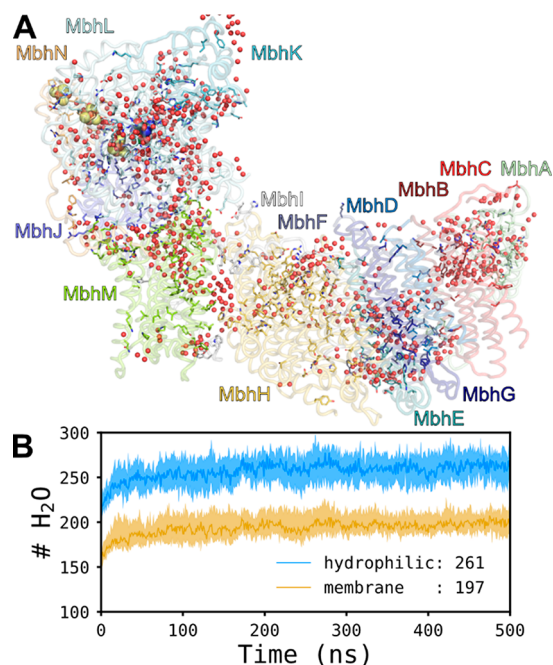 A
MbhL
MbhN
MbhK
MbhC
MbhA
MbhB
MbhI
MbhD
MbhF
MbhJ
MbhM
MbhH
MbhG
MbhE
B
300
250
200
150
100
# H₂O
hydrophilic: 261
membrane : 197
0 100 200 300 400 500
Time (ns)